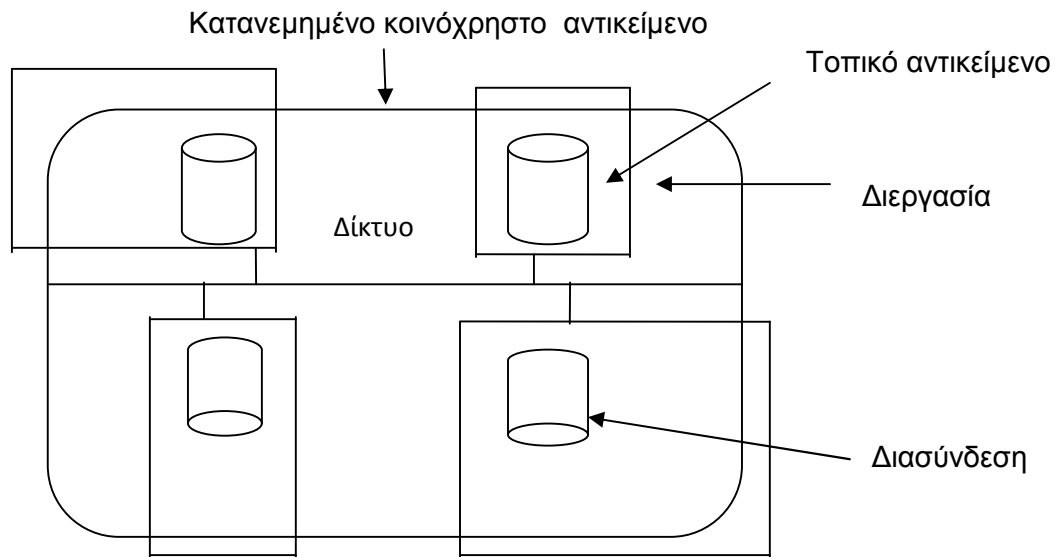 Κατανεμημένο κοινόχρηστο αντικείμενο
Τοπικό αντικείμενο
Διεργασία
Δίκτυο
Διασύνδεση